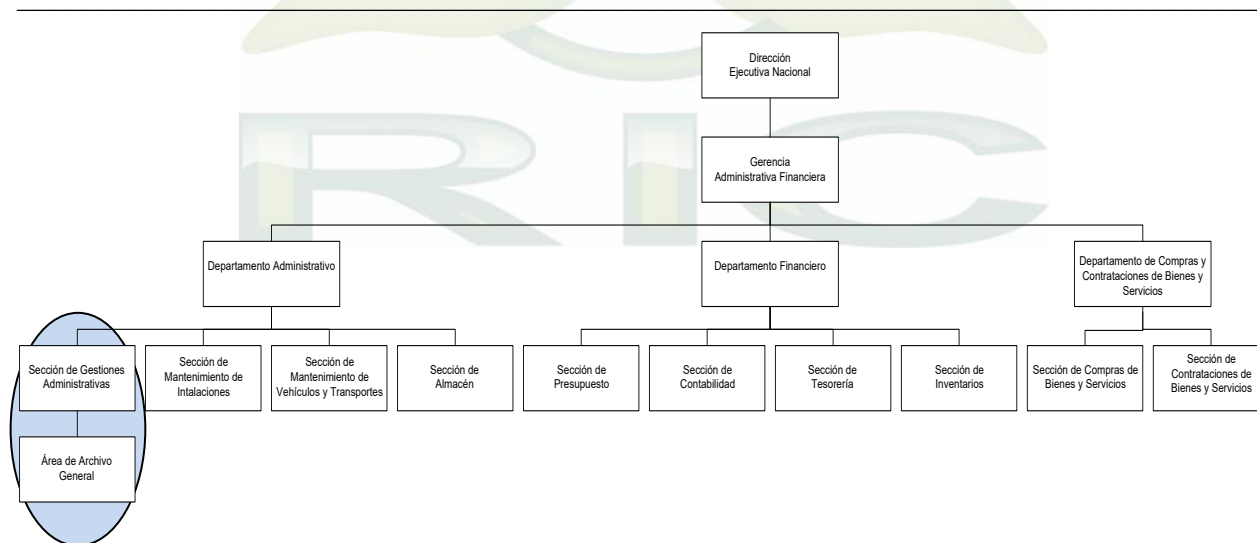 Dirección
Ejecutiva Nacional
RIC
Gerencia
Administrativa Financiera
Departamento Administrativo
Departamento Financiero
Departamento de Compras y
Contrataciones de Bienes y
Servicios
Sección de Gestiones
Administrativas
Sección de
Mantenimiento de
Intalaciones
Sección de
Mantenimiento de
Vehículos y Transportes
Sección de
Almacén
Sección de
Presupuesto
Sección de
Contabilidad
Sección de
Tesorería
Sección de
Inventarios
Sección de Compras de
Bienes y Servicios
Sección de
Contrataciones de
Bienes y Servicios
Área de Archivo
General